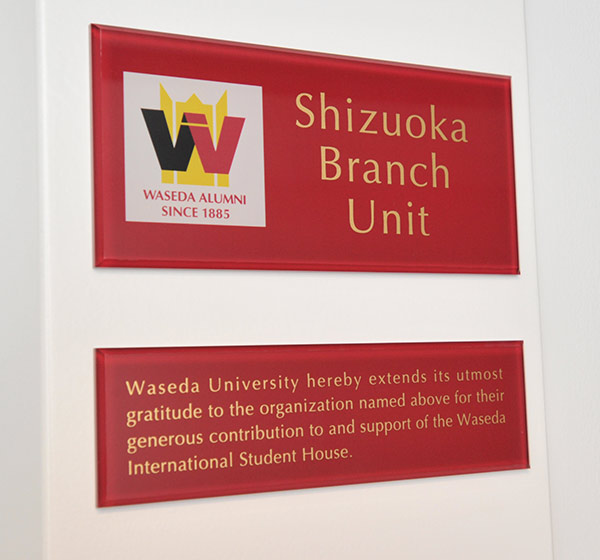 Shizuoka
Branch
Unit
W
WASEDA ALUMNI
SINCE 1885
Waseda University hereby extends its utmost
gratitude to the organization named above for their
generous contribution to and support of the Waseda
International Student House.